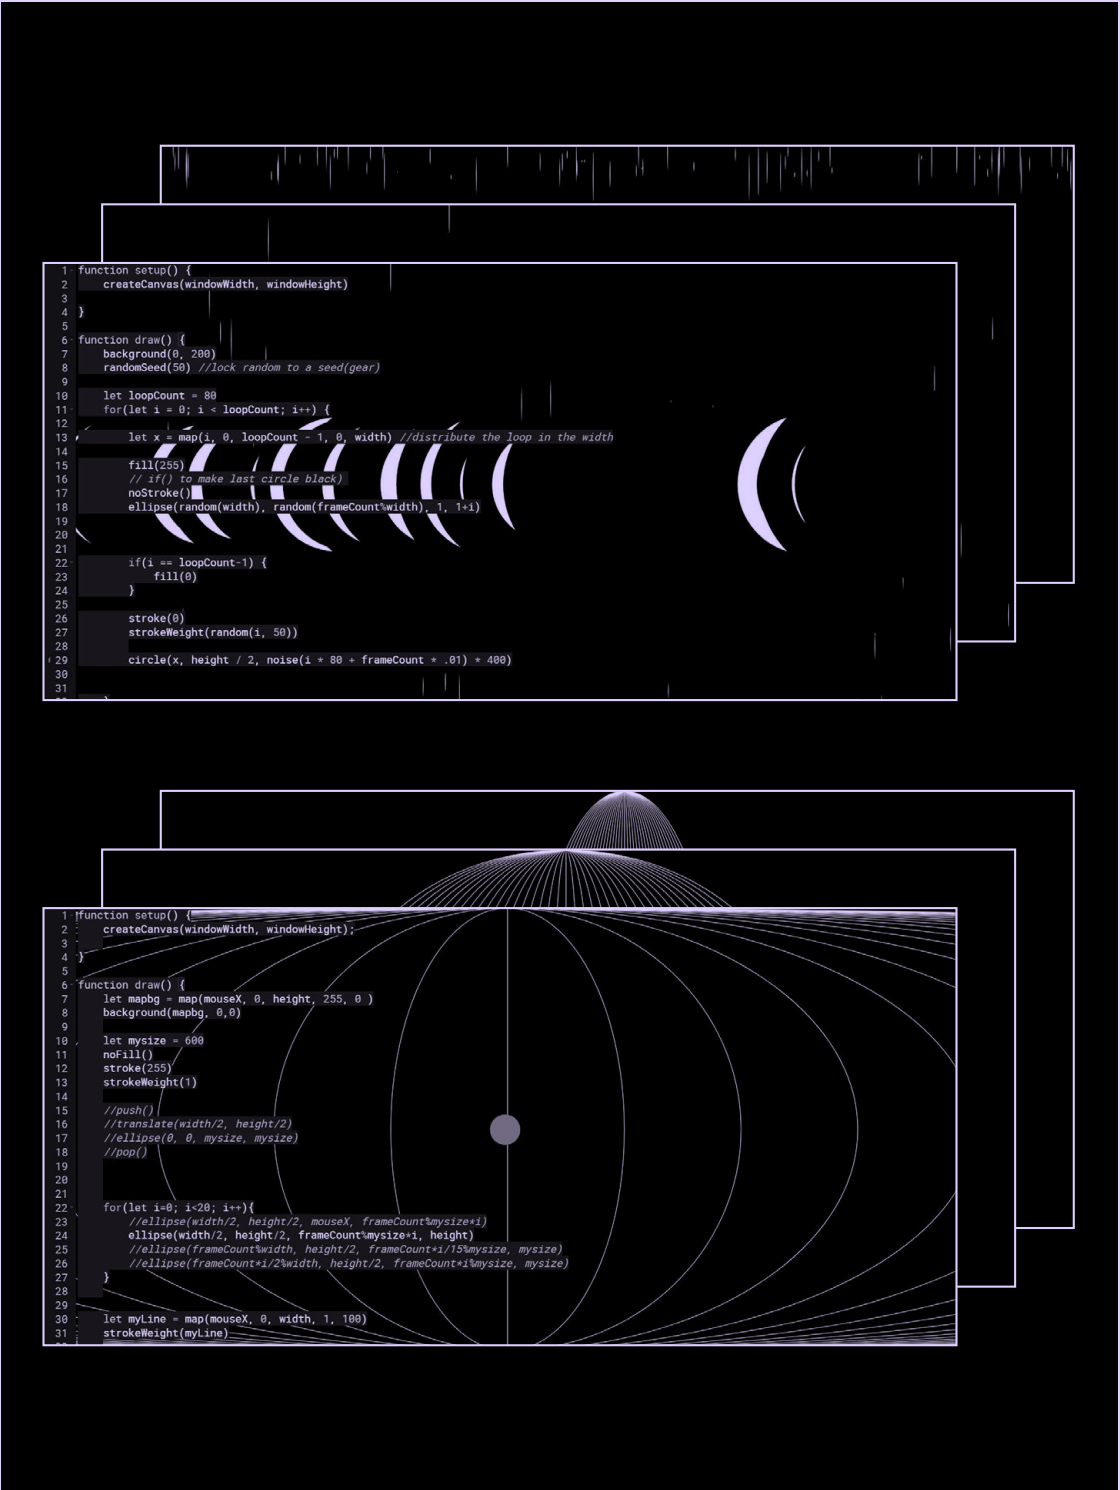 1 function setup() {
2 createCanvas(windowWidth, windowHeight)
3
4 }
5
6 function draw() {
7 background(0, 200)
8 randomSeed(50) //lock random to a seed(gear)
9
10 let loopCount = 80
11 for(let i = 0; i < loopCount; i++) {
12
13 let x = map(i, 0, loopCount - 1, 0, width) //distribute the loop in the width
14
15 fill(255)
16 // if() to make last circle black)
17 noStroke()
18 ellipse(random(width), random(frameCount%width), 1, 1+i)
19
20
21
22 if(i == loopCount-1) {
23 fill(0)
24 }
25
26 stroke(0)
27 strokeWeight(random(i, 50))
28
29 circle(x, height / 2, noise(i * 80 + frameCount * .01) * 400)
30
31
1 function setup() {
2 createCanvas(windowWidth, windowHeight);
3
4 }
5
6 function draw() {
7 let mapbg = map(mouseX, 0, height, 255, 0 )
8 background(mapbg, 0,0)
9
10 let mysize = 600
11 noFill()
12 stroke(255)
13 strokeWeight(1)
14
15 //push()
16 //translate(width/2, height/2)
17 //ellipse(0, 0, mysize, mysize)
18 //pop()
19
20
21
22 for(let i=0; i<20; i++){
23 //ellipse(width/2, height/2, mouseX, frameCount%mysize*i)
24 ellipse(width/2, height/2, frameCount%mysize*i, height)
25 //ellipse(frameCount%width, height/2, frameCount*i/15%mysize, mysize)
26 //ellipse(frameCount*i/2%width, height/2, frameCount*i%mysize, mysize)
27 }
28
29
30 let myLine = map(mouseX, 0, width, 1, 100)
31 strokeWeight(myLine)